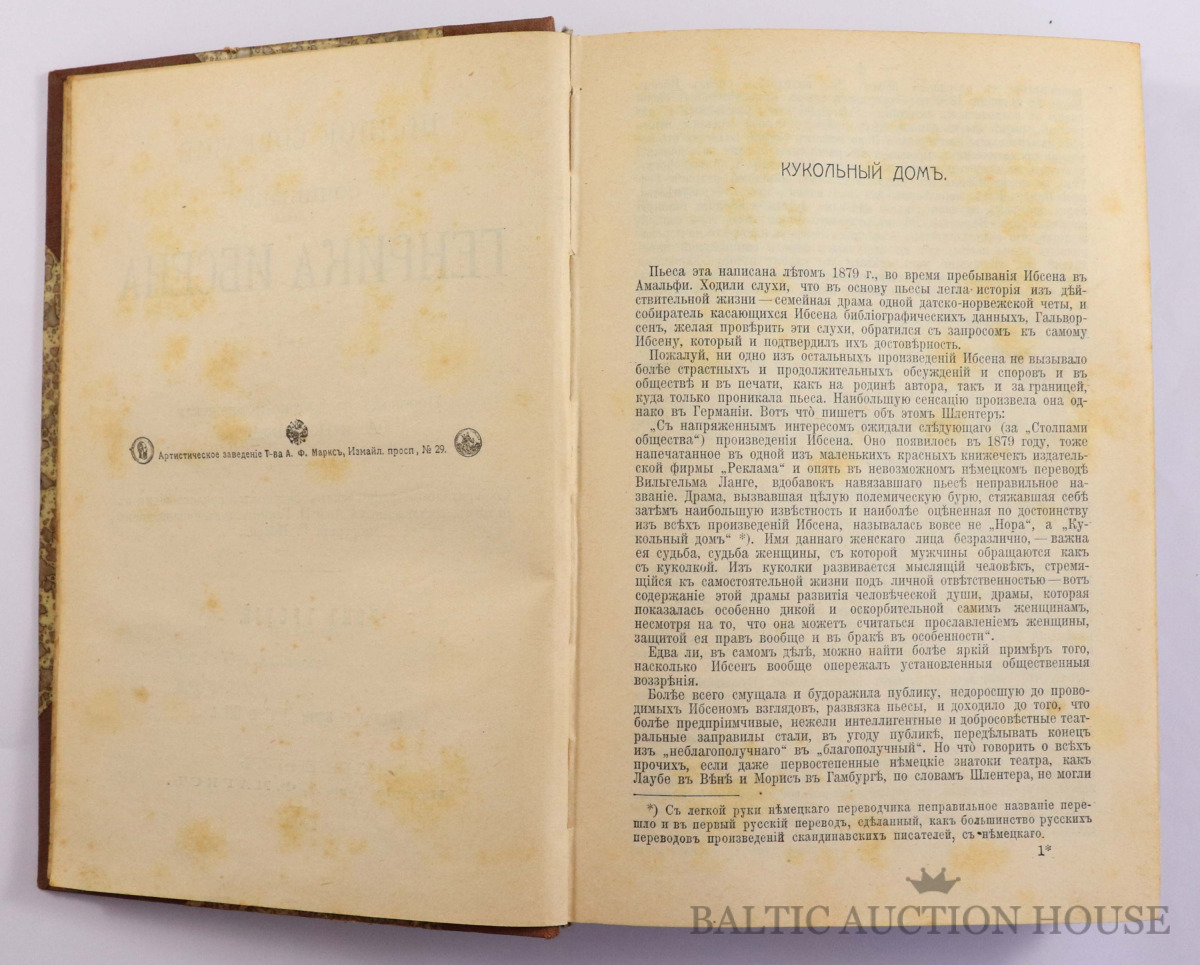 Артистическое заведеніе Т-ва А. Ф. Марксъ, Измайл. просп., № 29.
КУКОЛЬНЫЙ ДОМЪ.
Пьеса эта написана лѣтомъ 1879 г., во время пребыванія Ибсена въ
Амальфи. Ходили слухи, что въ основу пьесы легла исторія изъ дѣй-
ствительной жизни — семейная драма одной датско-норвежской четы, и
собиратель касающихся Ибсена библіографическихъ данныхъ, Гальвор-
сенъ, желая провѣрить эти слухи, обратился съ запросомъ къ самому
Ибсену, который и подтвердилъ ихъ достовѣрность.
Пожалуй, ни одно изъ остальныхъ произведеній Ибсена не вызывало
болѣе страстныхъ и продолжительныхъ обсужденій и споровъ и въ
обществѣ и въ печати, какъ на родинѣ автора, такъ и за границей,
куда только проникала пьеса. Наибольшую сенсацію произвела она од-
нако въ Германіи. Вотъ что̀ пишетъ объ этомъ Шлентеръ:
„Съ напряженнымъ интересомъ ожидали слѣдующаго (за „Столпами
общества“) произведенія Ибсена. Оно появилось въ 1879 году, тоже
напечатанное въ одной изъ маленькихъ красныхъ книжечекъ издатель-
ской фирмы „Реклама“ и опять въ невозможномъ нѣмецкомъ переводѣ
Вильгельма Ланге, вдобавокъ навязавшаго пьесѣ неправильное на-
званіе. Драма, вызвавшая цѣлую полемическую бурю, стяжавшая себѣ
затѣмъ наибольшую извѣстность и наиболѣе оцѣненная по достоинству
изъ всѣхъ произведеній Ибсена, называлась вовсе не „Нора“, а „Ку-
кольный домъ“ *). Имя даннаго женскаго лица безразлично, — важна
ея судьба, судьба женщины, съ которой мужчины обращаются какъ
съ куколкой. Изъ куколки развивается мыслящій человѣкъ, стремя-
щійся къ самостоятельной жизни подъ личной отвѣтственностью — вотъ
содержаніе этой драмы развитія человѣческой души, драмы, которая
показалась особенно дикой и оскорбительной самимъ женщинамъ,
несмотря на то, что она можетъ считаться прославленіемъ женщины,
защитой ея правъ вообще и въ бракѣ въ особенности“.
Едва ли, въ самомъ дѣлѣ, можно найти болѣе яркій примѣръ того,
насколько Ибсенъ вообще опережалъ установленныя общественныя
воззрѣнія.
Болѣе всего смущала и будоражила публику, недоросшую до прово-
димыхъ Ибсеномъ взглядовъ, развязка пьесы, и доходило до того, что
болѣе предпріимчивые, нежели интеллигентные и добросовѣстные теат-
ральные заправилы стали, въ угоду публикѣ, передѣлывать конецъ
изъ „неблагополучнаго“ въ „благополучный“. Но что̀ говорить о всѣхъ
прочихъ, если даже первостепенные нѣмецкіе знатоки театра, какъ
Лаубе въ Вѣнѣ и Морисъ въ Гамбургѣ, по словамъ Шлентера, не могли
*) Съ легкой руки нѣмецкаго переводчика неправильное названіе пере-
шло и въ первый русскій переводъ, сдѣланный, какъ большинство русскихъ
переводовъ произведеній скандинавскихъ писателей, съ нѣмецкаго.
1*
BALTIC AUCTION HOUSE